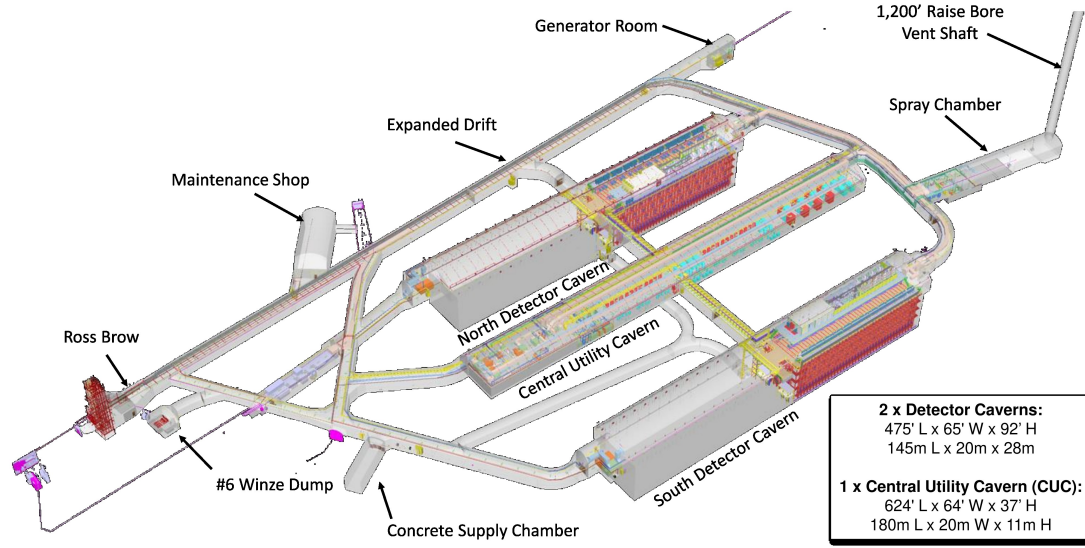 1,200' Raise Bore
Vent Shaft
Generator Room
Spray Chamber
Expanded Drift
Maintenance Shop
North Detector Cavern
Ross Brow
Central Utility Cavern
South Detector Cavern
#6 Winze Dump
Concrete Supply Chamber
2 x Detector Caverns:
475' L x 65' W x 92' H
145m L x 20m x 28m
1 x Central Utility Cavern (CUC):
624' L x 64' W x 37' H
180m L x 20m W x 11m H